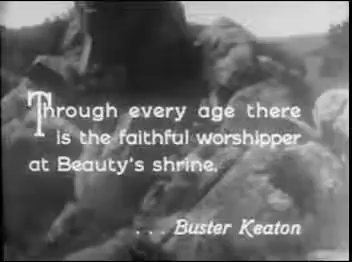 Through every age there
is the faithful worshipper
at Beauty's shrine.
... Buster Keaton